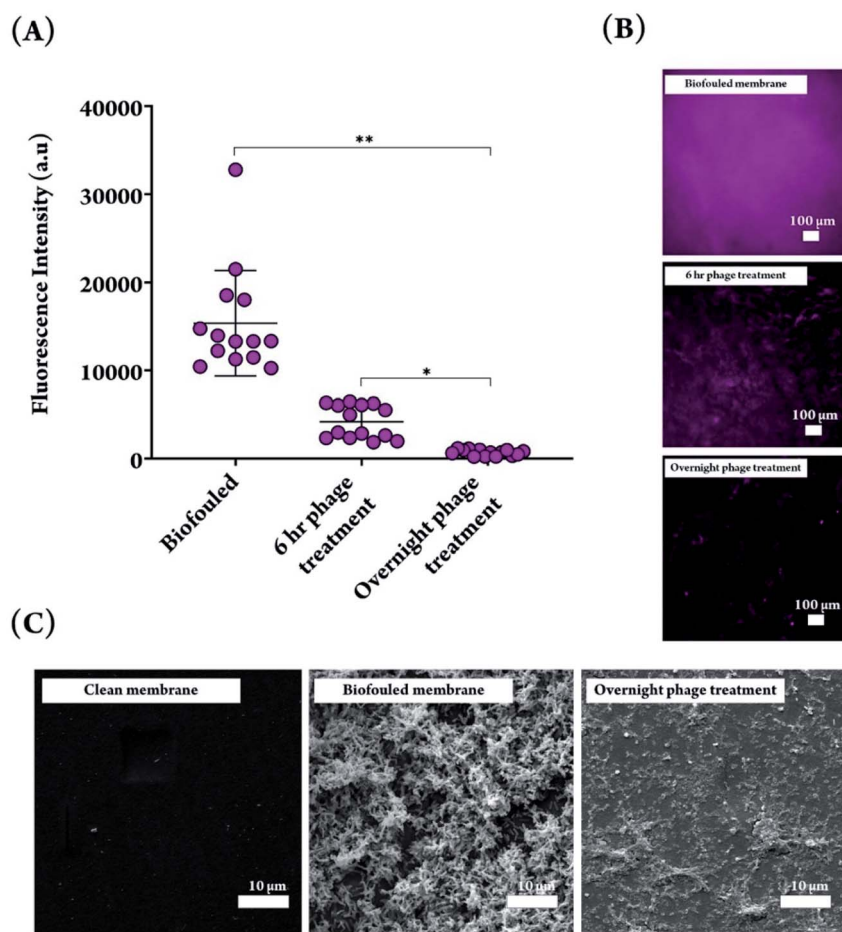 (A)
(B)
40000
30000
20000
10000
0
Fluorescence Intensity (a.u)
**
*
Biofouled
6 hr phage
treatment
Overnight phage
treatment
Biofouled membrane
100 μm
6 hr phage treatment
100 μm
Overnight phage treatment
100 μm
(C)
Clean membrane
10 μm
Biofouled membrane
10 μm
Overnight phage treatment
10 μm